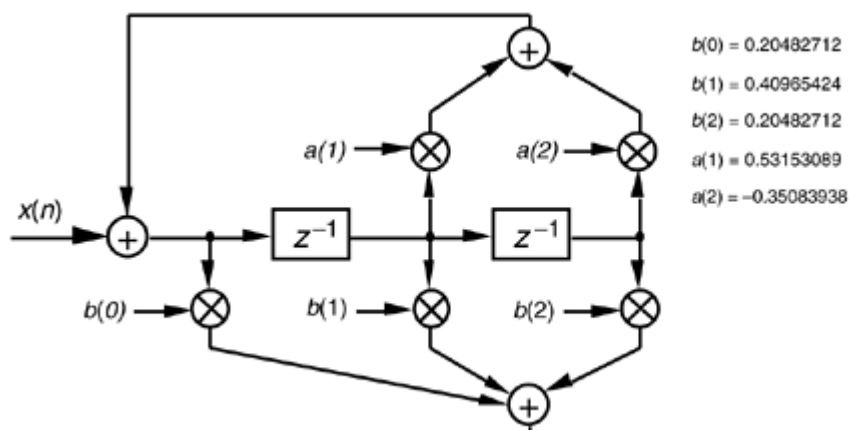 b(0) = 0.20482712
b(1) = 0.40965424
b(2) = 0.20482712
a(1) = 0.53153089
a(2) = −0.35083938
+
a(1)
a(2)
x(n)
+
z⁻¹
z⁻¹
b(0)
b(1)
b(2)
+